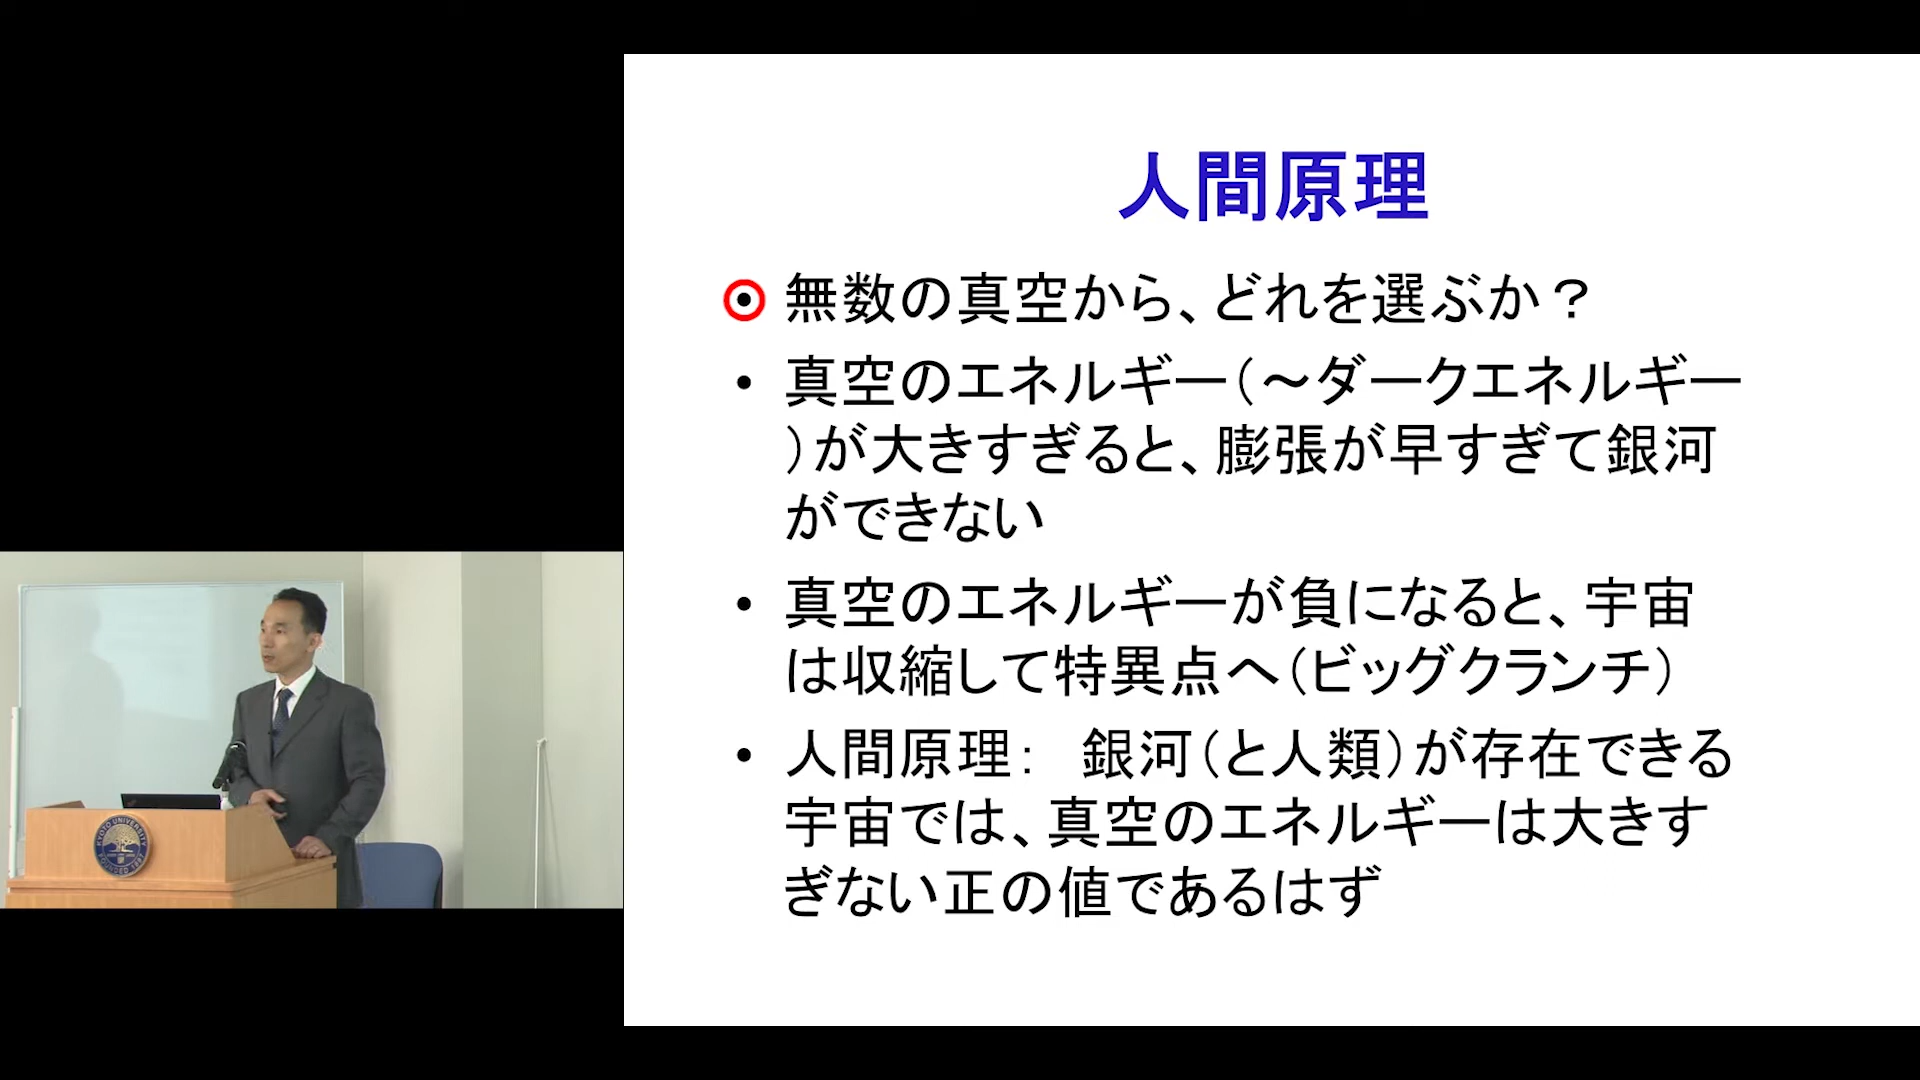 人間原理
無数の真空から、どれを選ぶか？
• 真空のエネルギー（～ダークエネルギー
）が大きすぎると、膨張が早すぎて銀河
ができない
• 真空のエネルギーが負になると、宇宙
は収縮して特異点へ（ビッグクランチ）
• 人間原理：　銀河（と人類）が存在できる
宇宙では、真空のエネルギーは大きす
ぎない正の値であるはず
KYOTO UNIVERSITY
FOUNDED 1897